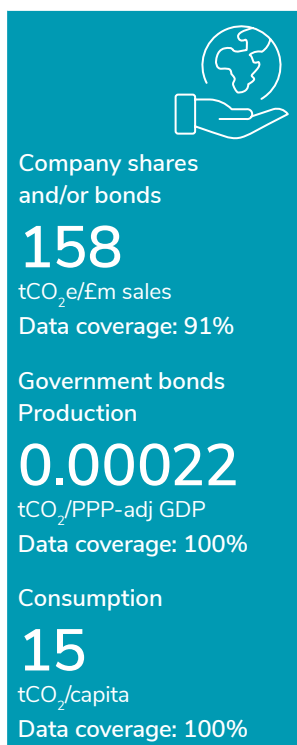 Company shares
and/or bonds
158
tCO₂e/£m sales
Data coverage: 91%
Government bonds
Production
0.00022
tCO₂/PPP-adj GDP
Data coverage: 100%
Consumption
15
tCO₂/capita
Data coverage: 100%